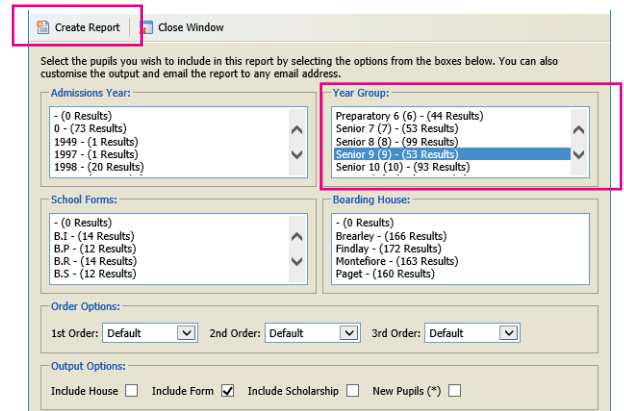 Create Report Close Window
Select the pupils you wish to include in this report by selecting the options from the boxes below. You can also
customise the output and email the report to any email address.
Admissions Year:
- (0 Results)
0 - (73 Results)
1949 - (1 Results)
1997 - (1 Results)
1998 - (20 Results)
Year Group:
Preparatory 6 (6) - (44 Results)
Senior 7 (7) - (53 Results)
Senior 8 (8) - (99 Results)
Senior 9 (9) - (53 Results)
Senior 10 (10) - (93 Results)
School Forms:
- (0 Results)
B.I - (14 Results)
B.P - (12 Results)
B.R - (14 Results)
B.S - (12 Results)
Boarding House:
- (0 Results)
Brearley - (166 Results)
Findlay - (172 Results)
Montefiore - (163 Results)
Paget - (160 Results)
Order Options:
1st Order: Default 2nd Order: Default 3rd Order: Default
Output Options:
Include House Include Form Include Scholarship New Pupils (*)